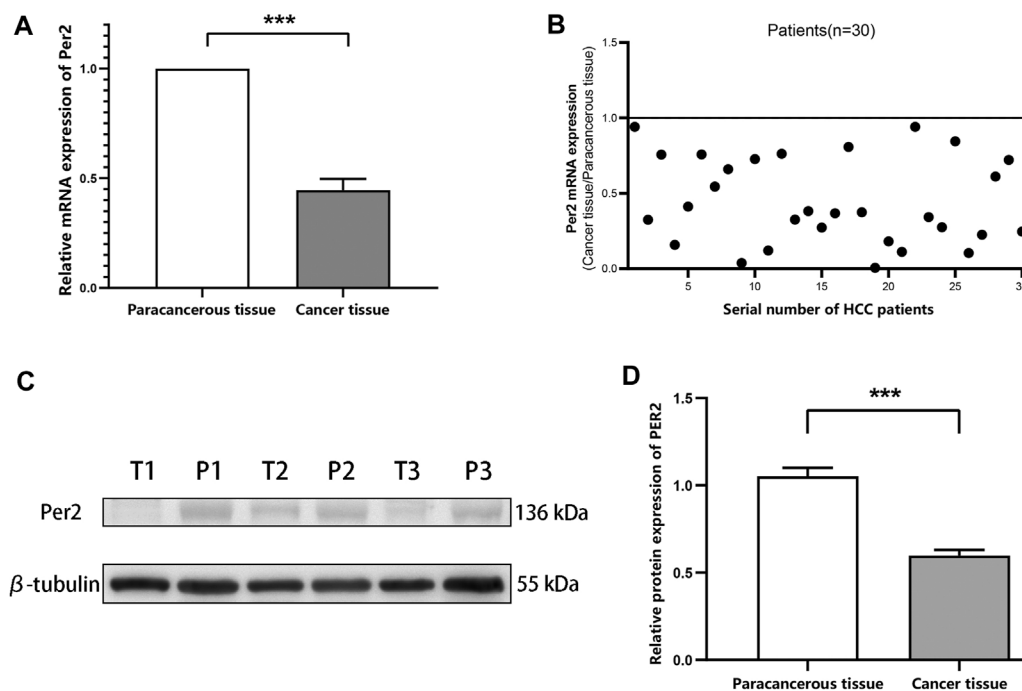 A
Relative mRNA expression of Per2
***
1.0
0.5
0.0
Paracancerous tissue
Cancer tissue
B
Patients(n=30)
Per2 mRNA expression
(Cancer tissue/Paracancerous tissue)
1.5
1.0
0.5
0.0
5 10 15 20 25 3
Serial number of HCC patients
C
T1 P1 T2 P2 T3 P3
Per2 136 kDa
β-tubulin 55 kDa
D
Relative protein expression of PER2
***
1.5
1.0
0.5
0.0
Paracancerous tissue
Cancer tissue